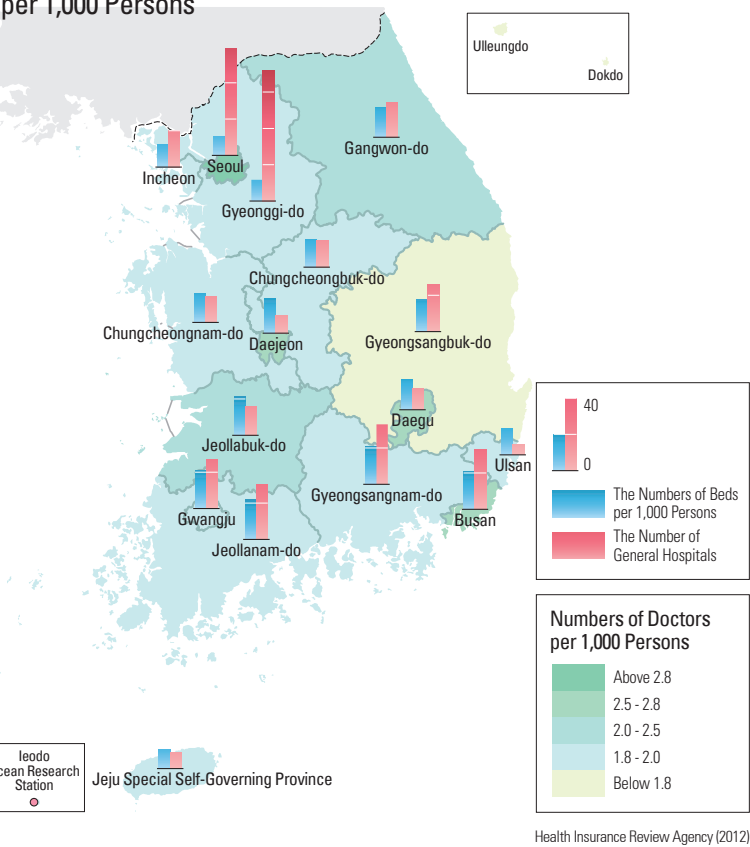 per 1,000 Persons
Ulleungdo
Dokdo
Gangwon-do
Seoul
Incheon
Gyeonggi-do
Chungcheongbuk-do
Chungcheongnam-do
Daejeon
Gyeongsangbuk-do
Daegu
Jeollabuk-do
Ulsan
Gyeongsangnam-do
Gwangju
Busan
Jeollanam-do
40
0
The Numbers of Beds
per 1,000 Persons
The Number of
General Hospitals
Numbers of Doctors
per 1,000 Persons
Above 2.8
2.5 - 2.8
2.0 - 2.5
1.8 - 2.0
Below 1.8
Ieodo
cean Research
Station
Jeju Special Self-Governing Province
Health Insurance Review Agency (2012)